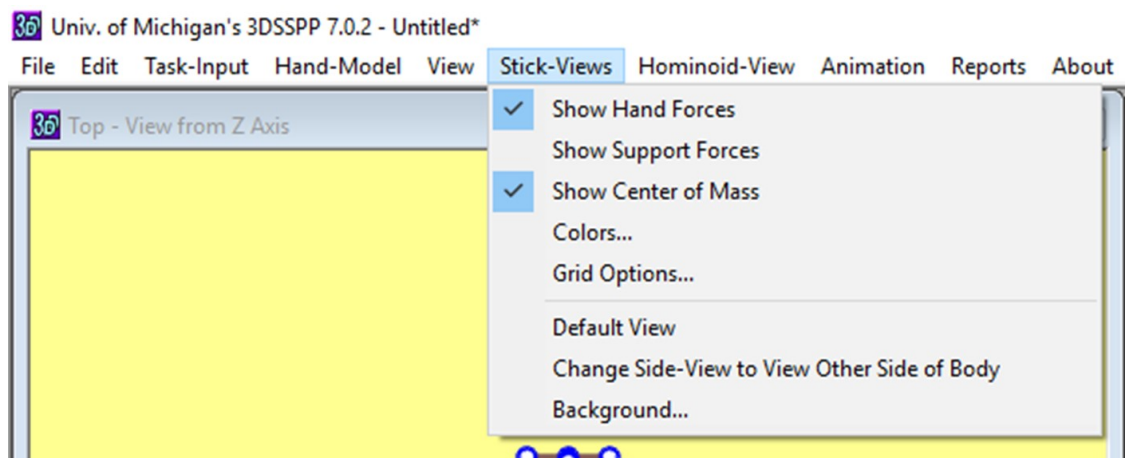 3D Univ. of Michigan's 3DSSPP 7.0.2 - Untitled*
File Edit Task-Input Hand-Model View Stick-Views Hominoid-View Animation Reports About
3D Top - View from Z Axis
Show Hand Forces
Show Support Forces
Show Center of Mass
Colors...
Grid Options...
Default View
Change Side-View to View Other Side of Body
Background...